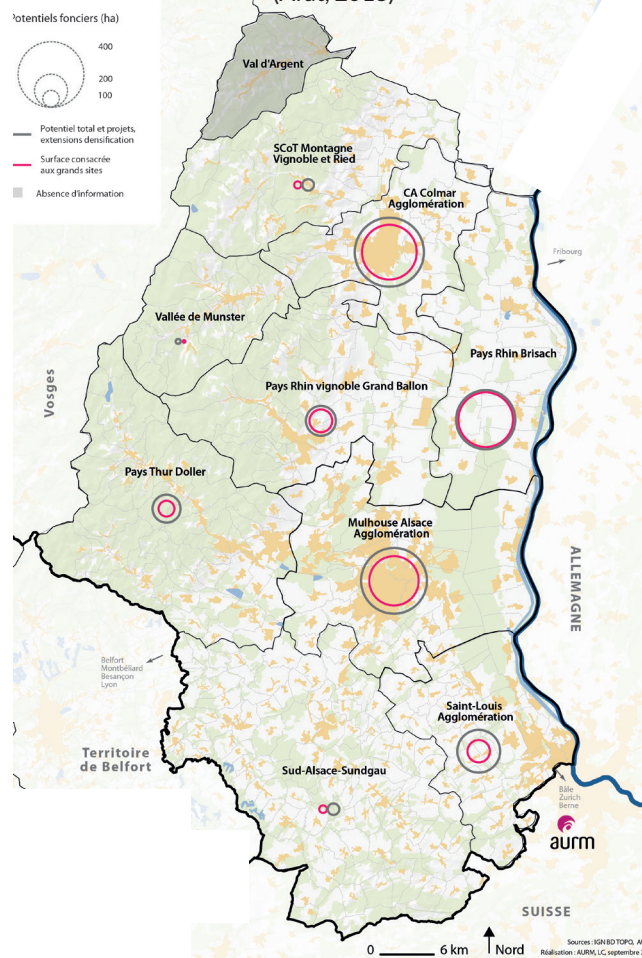 Potentiels fonciers (ha)
400
200
100
Potentiel total et projets,
extensions densification
Surface consacrée
aux grands sites
Absence d'information
Val d'Argent
SCoT Montagne
Vignoble et Ried
CA Colmar
Agglomération
Fribourg
Vallée de Munster
Pays Rhin Brisach
Pays Rhin vignoble Grand Ballon
Vosges
Pays Thur Doller
Mulhouse Alsace
Agglomération
ALLEMAGNE
Belfort
Montbéliard
Besançon
Lyon
Saint-Louis
Agglomération
Territoire
de Belfort
Sud-Alsace-Sundgau
Bâle
Zurich
Berne
aurm
SUISSE
0 6 km Nord
Sources : IGN BD TOPO,
Réalisation : AURM, LC, septembre